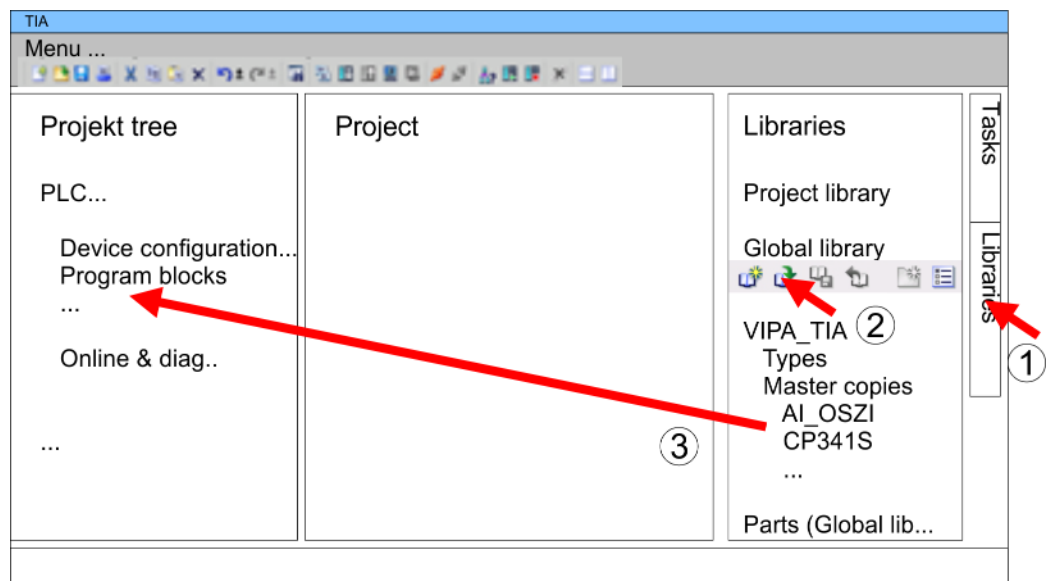 TIA
Menu ...
Projekt tree
PLC...
Device configuration...
Program blocks
...
Online & diag..
...
Project
③
Libraries
Project library
Global library
②
VIPA_TIA
Types
Master copies
AI_OSZI
CP341S
...
Parts (Global lib...
Tasks
Libraries
①